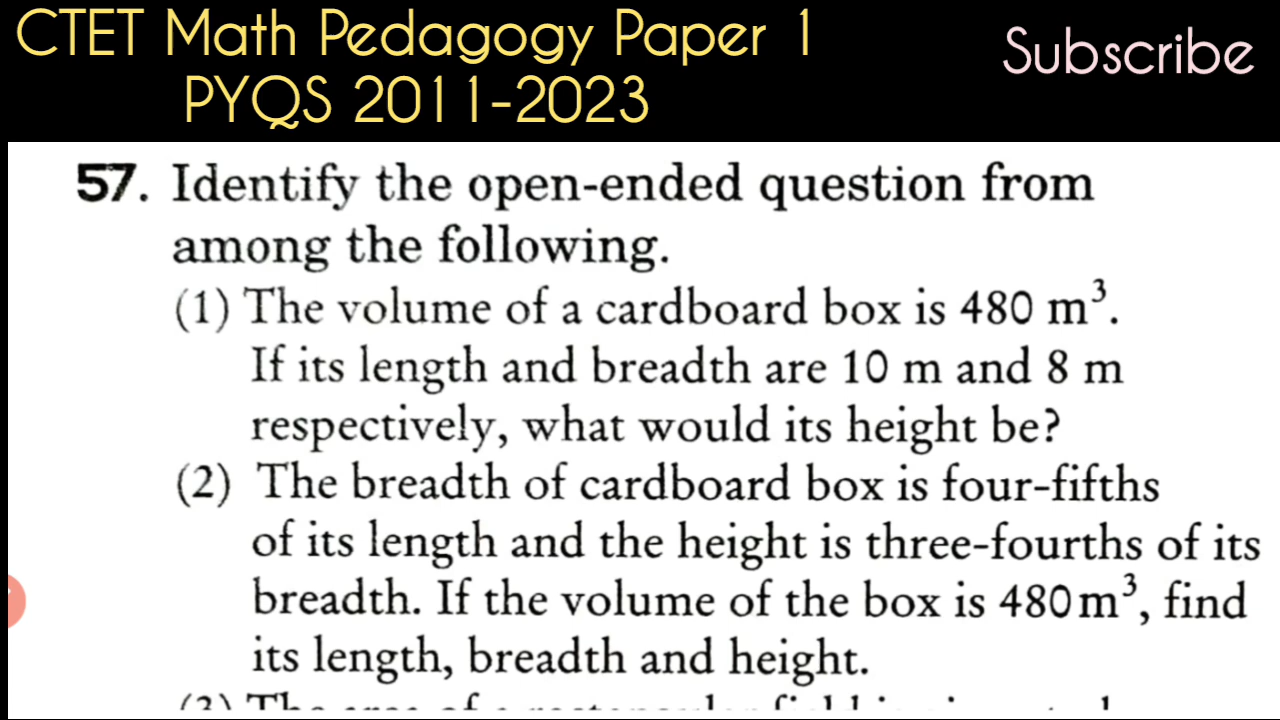 CTET Math Pedagogy Paper 1
PYQS 2011-2023
Subscribe
57. Identify the open-ended question from
among the following.
(1) The volume of a cardboard box is 480 m³.
If its length and breadth are 10 m and 8 m
respectively, what would its height be?
(2) The breadth of cardboard box is four-fifths
of its length and the height is three-fourths of its
breadth. If the volume of the box is 480 m³, find
its length, breadth and height.